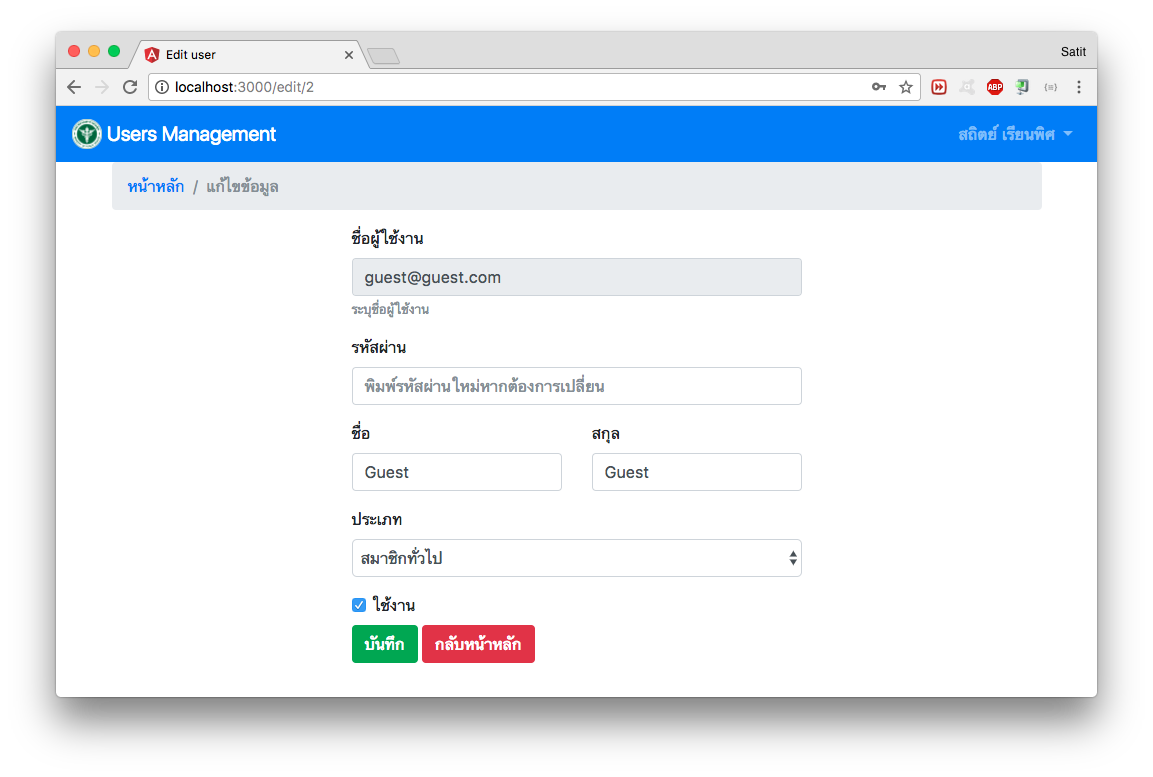 Edit user
Satit
localhost:3000/edit/2
ABP
Users Management
สถิตย์ เรียนพิศ
หน้าหลัก / แก้ไขข้อมูล
ชื่อผู้ใช้งาน
guest@guest.com
ระบุชื่อผู้ใช้งาน
รหัสผ่าน
พิมพ์รหัสผ่านใหม่หากต้องการเปลี่ยน
ชื่อ สกุล
Guest Guest
ประเภท
สมาชิกทั่วไป
ใช้งาน
บันทึก กลับหน้าหลัก